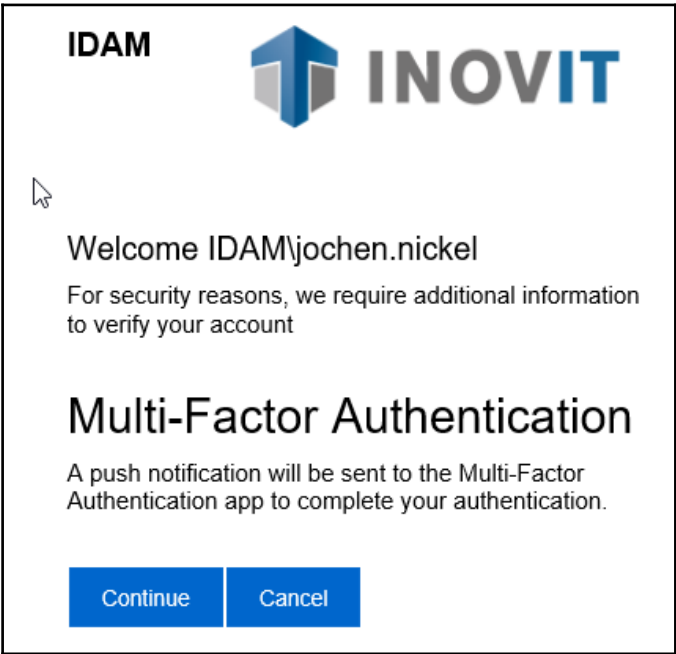 IDAM
INOVIT
Welcome IDAM\jochen.nickel
For security reasons, we require additional information
to verify your account
Multi-Factor Authentication
A push notification will be sent to the Multi-Factor
Authentication app to complete your authentication.
Continue
Cancel